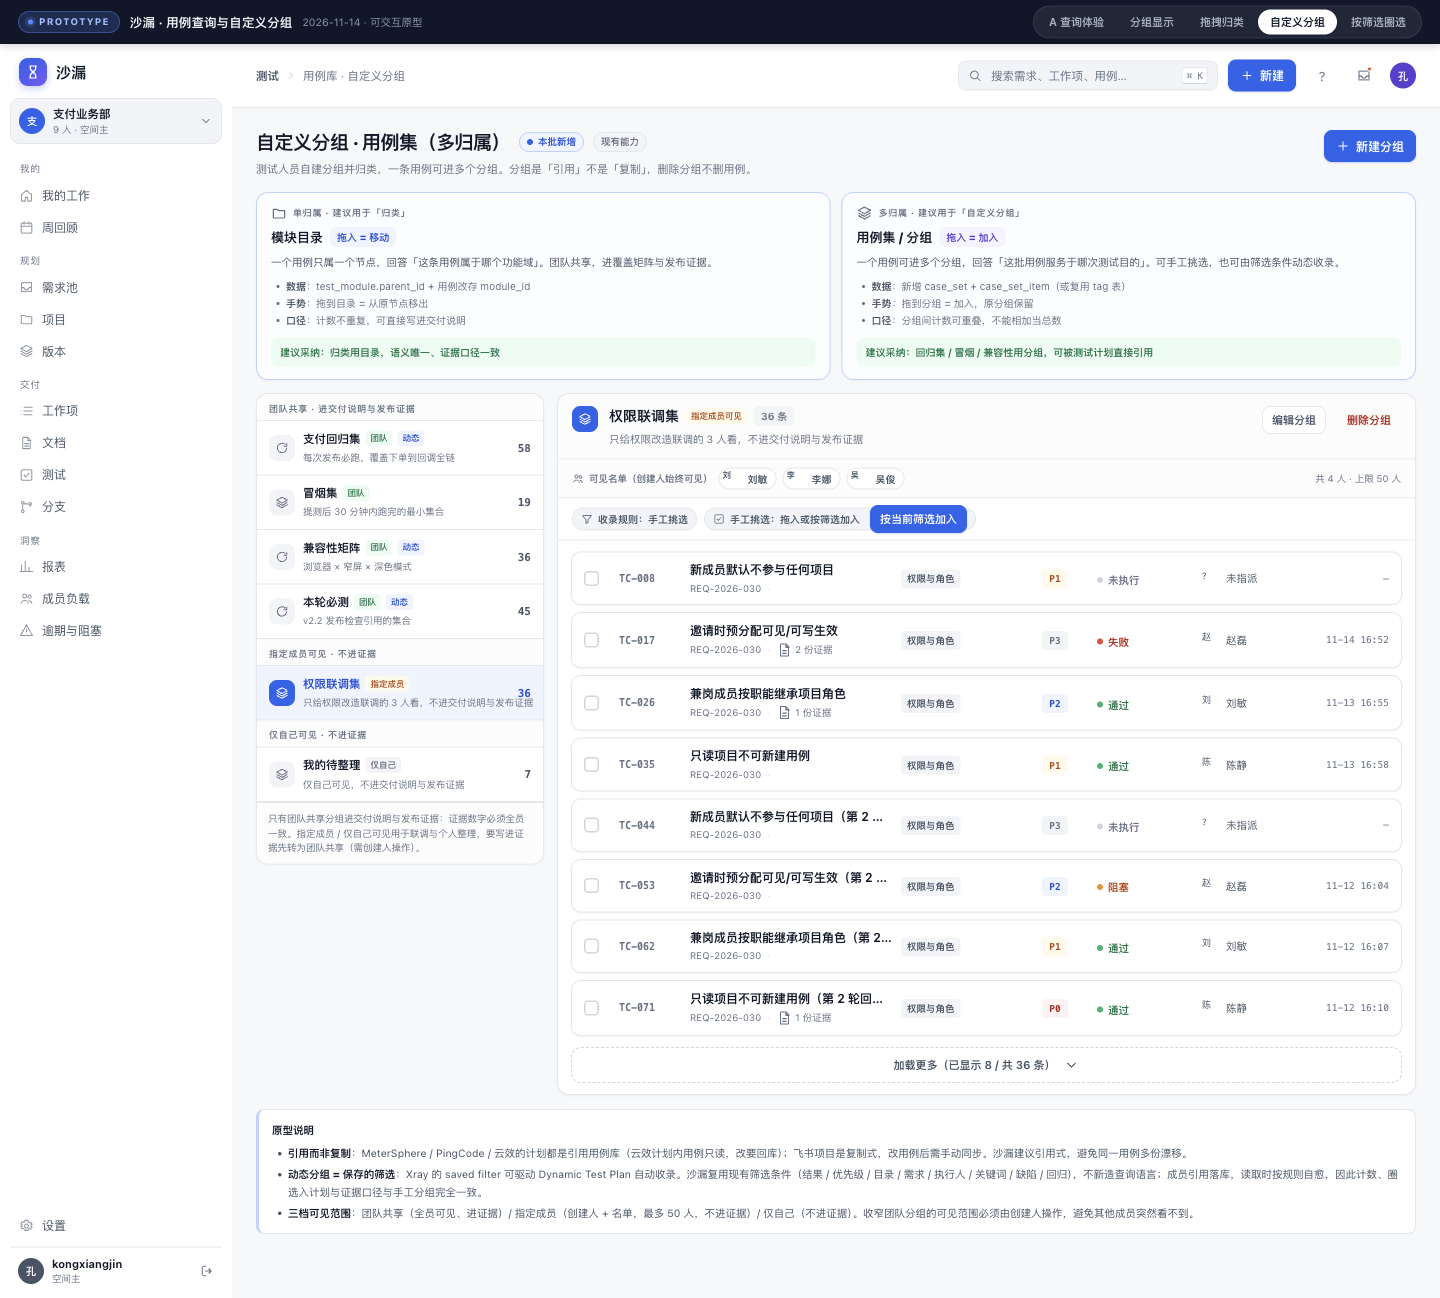 PROTOTYPE
沙漏 · 用例查询与自定义分组
2026-11-14 · 可交互原型
A 查询体验
分组显示
拖拽归类
自定义分组
按筛选圈选
沙漏
测试
用例库 · 自定义分组
搜索需求、工作项、用例...
⌘ K
新建
?
孔
支
支付业务部
9 人 · 空间主
我的
我的工作
周回顾
规划
需求池
项目
版本
交付
工作项
文档
测试
分支
洞察
报表
成员负载
逾期与阻塞
设置
孔
kongxiangjin
空间主
自定义分组 · 用例集（多归属）
本批新增
现有能力
测试人员自建分组并归类，一条用例可进多个分组。分组是「引用」不是「复制」，删除分组不删用例。
新建分组
单归属 · 建议用于「归类」
模块目录
拖入 = 移动
一个用例只属一个节点，回答「这条用例属于哪个功能域」。团队共享，进覆盖矩阵与发布证据。
• 数据：test_module.parent_id + 用例改存 module_id
• 手势：拖到目录 = 从原节点移出
• 口径：计数不重复，可直接写进交付说明
建议采纳：归类用目录，语义唯一、证据口径一致
多归属 · 建议用于「自定义分组」
用例集 / 分组
拖入 = 加入
一个用例可进多个分组，回答「这批用例服务于哪次测试目的」。可手工挑选，也可由筛选条件动态收录。
• 数据：新增 case_set + case_set_item（或复用 tag 表）
• 手势：拖到分组 = 加入，原分组保留
• 口径：分组间计数可重叠，不能相加当总数
建议采纳：回归集 / 冒烟 / 兼容性用分组，可被测试计划直接引用
团队共享 · 进交付说明与发布证据
支付回归集 团队 动态
每次发布必跑，覆盖下单到回调全链
58
冒烟集 团队
提测后 30 分钟内跑完的最小集合
19
兼容性矩阵 团队 动态
浏览器 × 窄屏 × 深色模式
36
本轮必测 团队 动态
v2.2 发布检查引用的集合
45
指定成员可见 · 不进证据
权限联调集 指定成员
只给权限改造联调的 3 人看，不进交付说明与发布证据
36
仅自己可见 · 不进证据
我的待整理 仅自己
仅自己可见，不进交付说明与发布证据
7
只有团队共享分组进交付说明与发布证据：证据数字必须全员
一致。指定成员 / 仅自己可见用于联调与个人整理，要写进证
据先转为团队共享（需创建人操作）。
权限联调集 指定成员可见 36 条
只给权限改造联调的 3 人看，不进交付说明与发布证据
编辑分组
删除分组
可见名单（创建人始终可见）
刘 刘敏
李 李娜
吴 吴俊
共 4 人 · 上限 50 人
收录规则：手工挑选
手工挑选：拖入或按筛选加入
按当前筛选加入
TC-008 新成员默认不参与任何项目 权限与角色 P1 未执行 ? 未指派 —
REQ-2026-030 ·
TC-017 邀请时预分配可见/可写生效 权限与角色 P3 失败 赵 赵磊 11-14 16:52
REQ-2026-030 · 2 份证据
TC-026 兼岗成员按职能继承项目角色 权限与角色 P2 通过 刘 刘敏 11-13 16:55
REQ-2026-030 · 1 份证据
TC-035 只读项目不可新建用例 权限与角色 P1 通过 陈 陈静 11-13 16:58
REQ-2026-030 ·
TC-044 新成员默认不参与任何项目（第 2 ... 权限与角色 P3 未执行 ? 未指派 —
REQ-2026-030 ·
TC-053 邀请时预分配可见/可写生效（第 2 ... 权限与角色 P2 阻塞 赵 赵磊 11-12 16:04
REQ-2026-030 ·
TC-062 兼岗成员按职能继承项目角色（第 2... 权限与角色 P1 通过 刘 刘敏 11-12 16:07
REQ-2026-030 ·
TC-071 只读项目不可新建用例（第 2 轮回... 权限与角色 P0 通过 陈 陈静 11-12 16:10
REQ-2026-030 · 1 份证据
加载更多（已显示 8 / 共 36 条）
原型说明
• 引用而非复制：MeterSphere / PingCode / 云效的计划都是引用用例库（云效计划内用例只读，改要回库）；飞书项目是复制式，改用例后需手动同步。沙漏建议引用式，避免同一用例多份漂移。
• 动态分组 = 保存的筛选：Xray 的 saved filter 可驱动 Dynamic Test Plan 自动收录。沙漏复用现有筛选条件（结果 / 优先级 / 目录 / 需求 / 执行人 / 关键词 / 缺陷 / 回归），不新造查询语言；成员引用落库，读取时按规则自愈，因此计数、圈
选入计划与证据口径与手工分组完全一致。
• 三档可见范围：团队共享（全员可见、进证据）/ 指定成员（创建人 + 名单，最多 50 人，不进证据）/ 仅自己（不进证据）。收窄团队分组的可见范围必须由创建人操作，避免其他成员突然看不到。